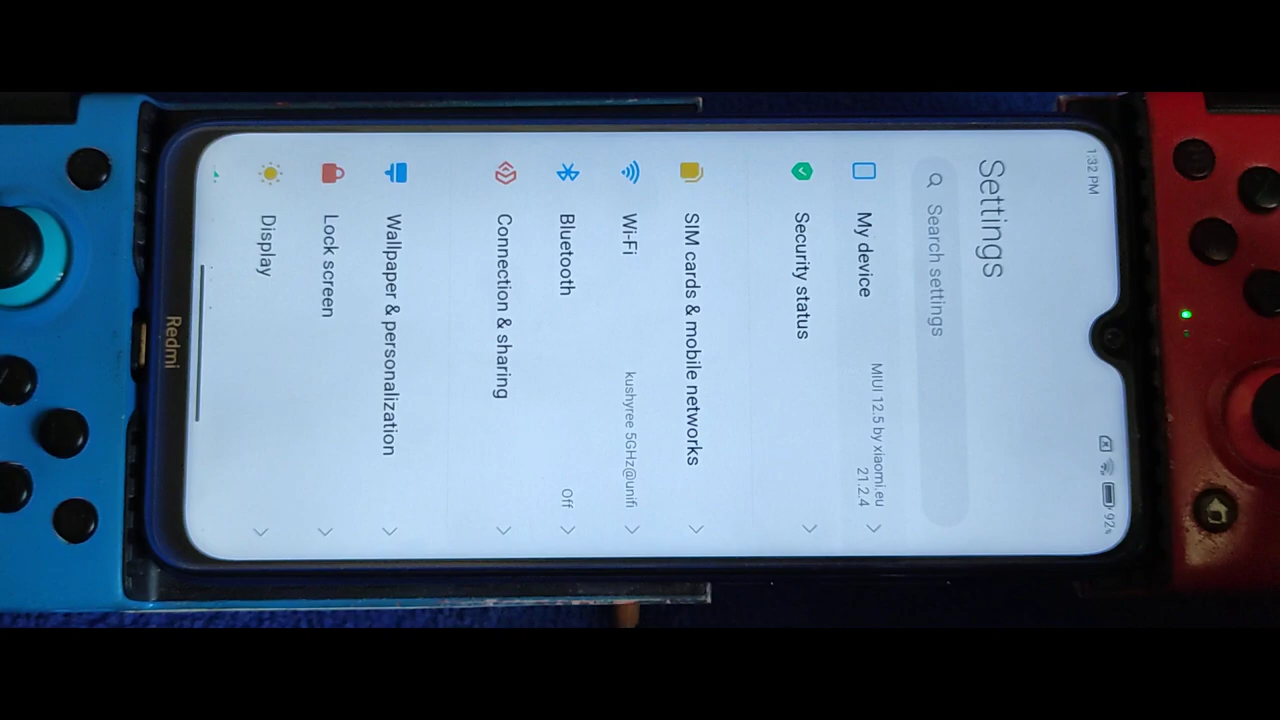 1:32 PM
92%
Settings
Search settings
My device
MIUI 12.5 by xiaomi.eu
21.2.4
Security status
SIM cards & mobile networks
Wi-Fi
kushyree 5GHz@unifi
Bluetooth
Off
Connection & sharing
Wallpaper & personalization
Lock screen
Display
Redmi